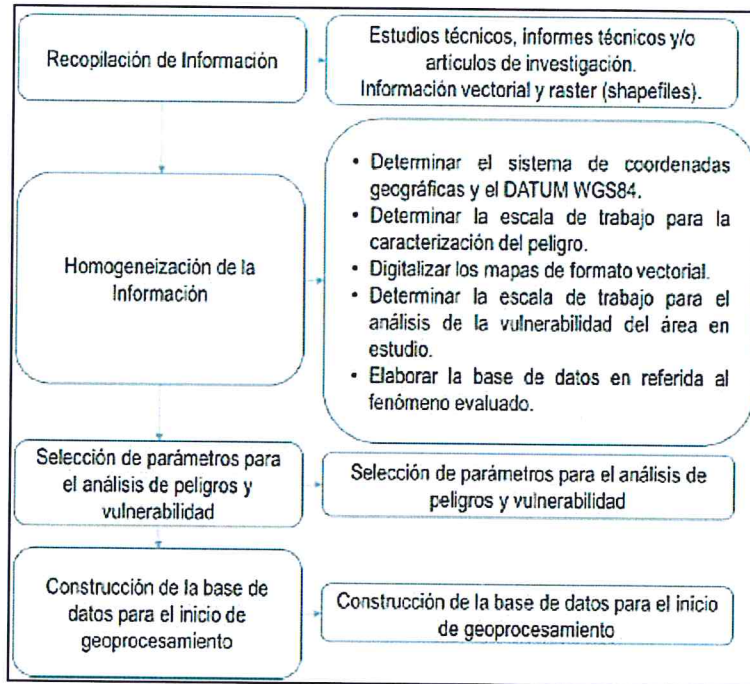 Recopilación de Información
Estudios técnicos, informes técnicos y/o
artículos de investigación.
Información vectorial y raster (shapefiles).
Homogeneización de la
Información
• Determinar el sistema de coordenadas
geográficas y el DATUM WGS84.
• Determinar la escala de trabajo para la
caracterización del peligro.
• Digitalizar los mapas de formato vectorial.
• Determinar la escala de trabajo para el
análisis de la vulnerabilidad del área en
estudio.
• Elaborar la base de datos en referida al
fenómeno evaluado.
Selección de parámetros para
el análisis de peligros y
vulnerabilidad
Selección de parámetros para el análisis de
peligros y vulnerabilidad
Construcción de la base de
datos para el inicio de
geoprocesamiento
Construcción de la base de datos para el inicio
de geoprocesamiento